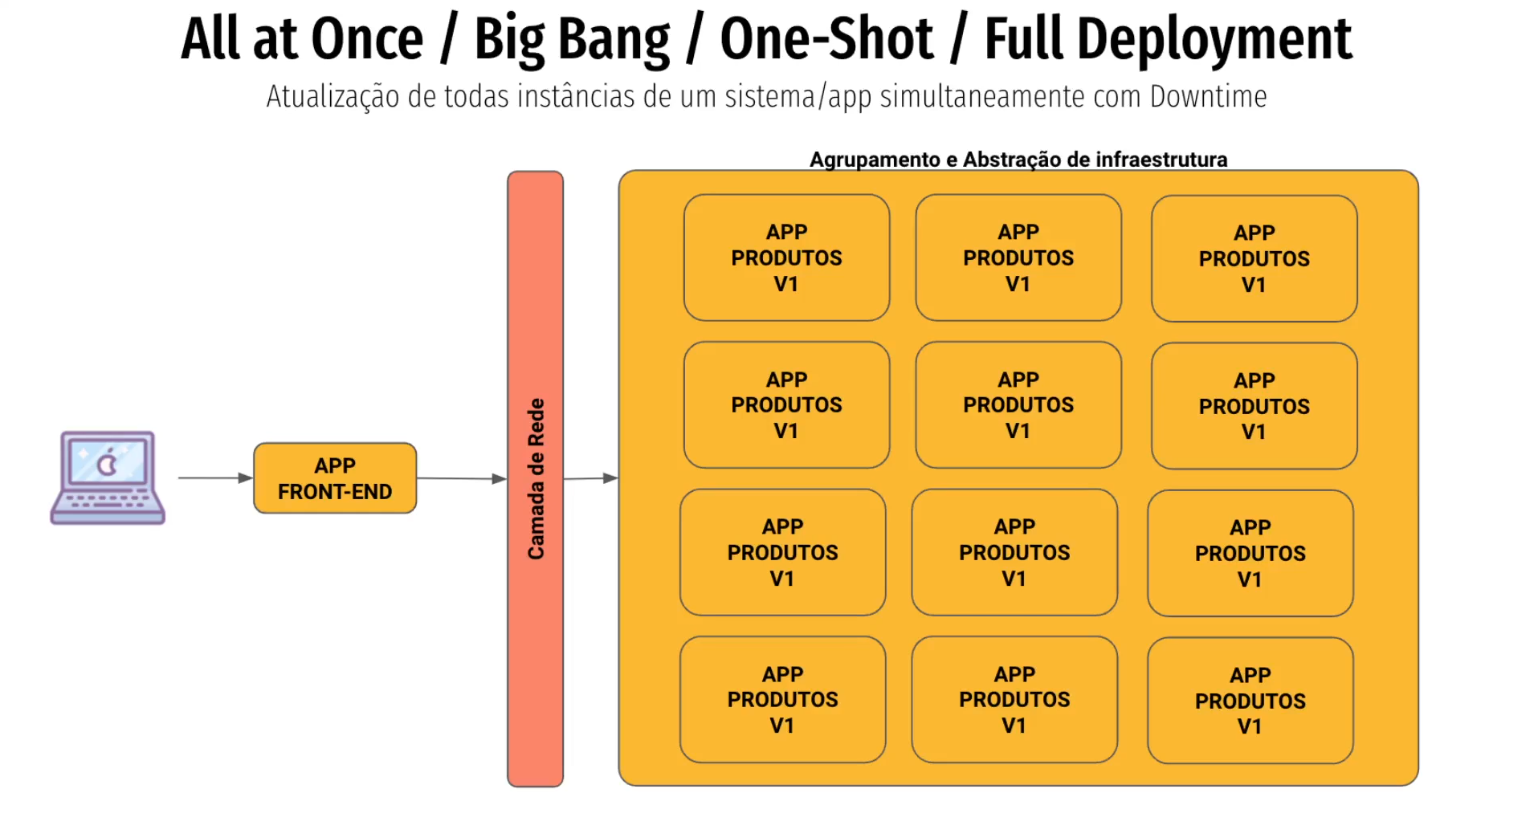 All at Once / Big Bang / One-Shot / Full Deployment
Atualização de todas instâncias de um sistema/app simultaneamente com Downtime
Agrupamento e Abstração de infraestrutura
APP
FRONT-END
Camada de Rede
APP
PRODUTOS
V1
APP
PRODUTOS
V1
APP
PRODUTOS
V1
APP
PRODUTOS
V1
APP
PRODUTOS
V1
APP
PRODUTOS
V1
APP
PRODUTOS
V1
APP
PRODUTOS
V1
APP
PRODUTOS
V1
APP
PRODUTOS
V1
APP
PRODUTOS
V1
APP
PRODUTOS
V1